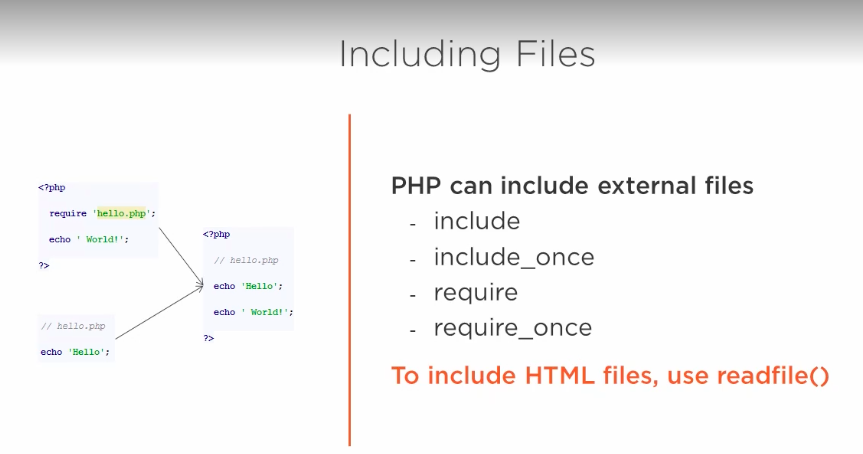 Including Files
<?php
require 'hello.php';
echo ' World!';
?>
// hello.php
echo 'Hello';
<?php
// hello.php
echo 'Hello';
echo ' World!';
?>
PHP can include external files
- include
- include_once
- require
- require_once
To include HTML files, use readfile()